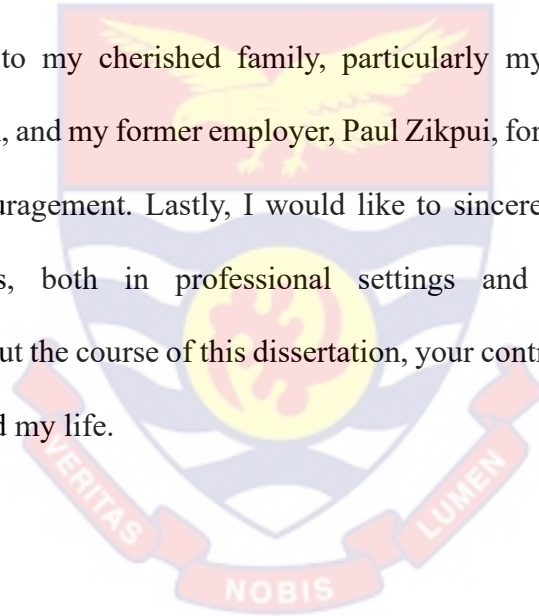 to my cherished family, particularly my
, and my former employer, Paul Zikpui, for
uragement. Lastly, I would like to sincere
s, both in professional settings and
ut the course of this dissertation, your contr
d my life.
VERITAS
NOBIS
LUMEN